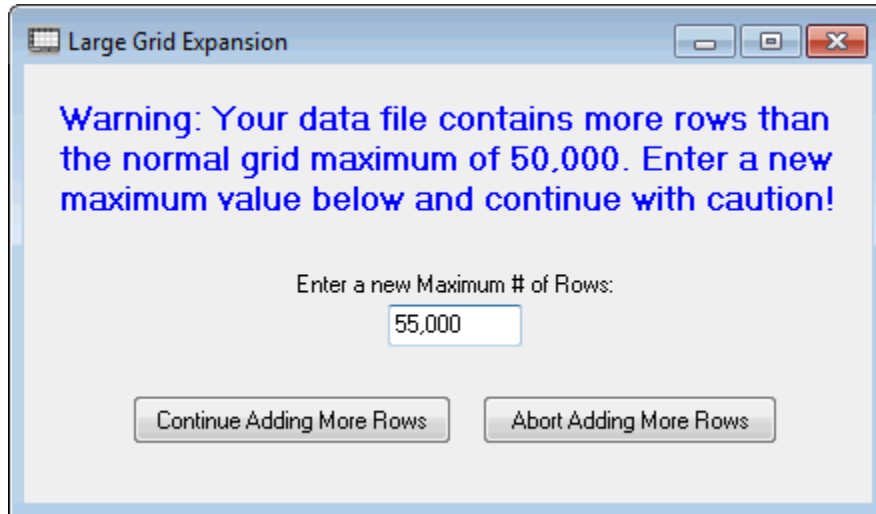 Large Grid Expansion
Warning: Your data file contains more rows than
the normal grid maximum of 50,000. Enter a new
maximum value below and continue with caution!
Enter a new Maximum # of Rows:
55,000
Continue Adding More Rows
Abort Adding More Rows